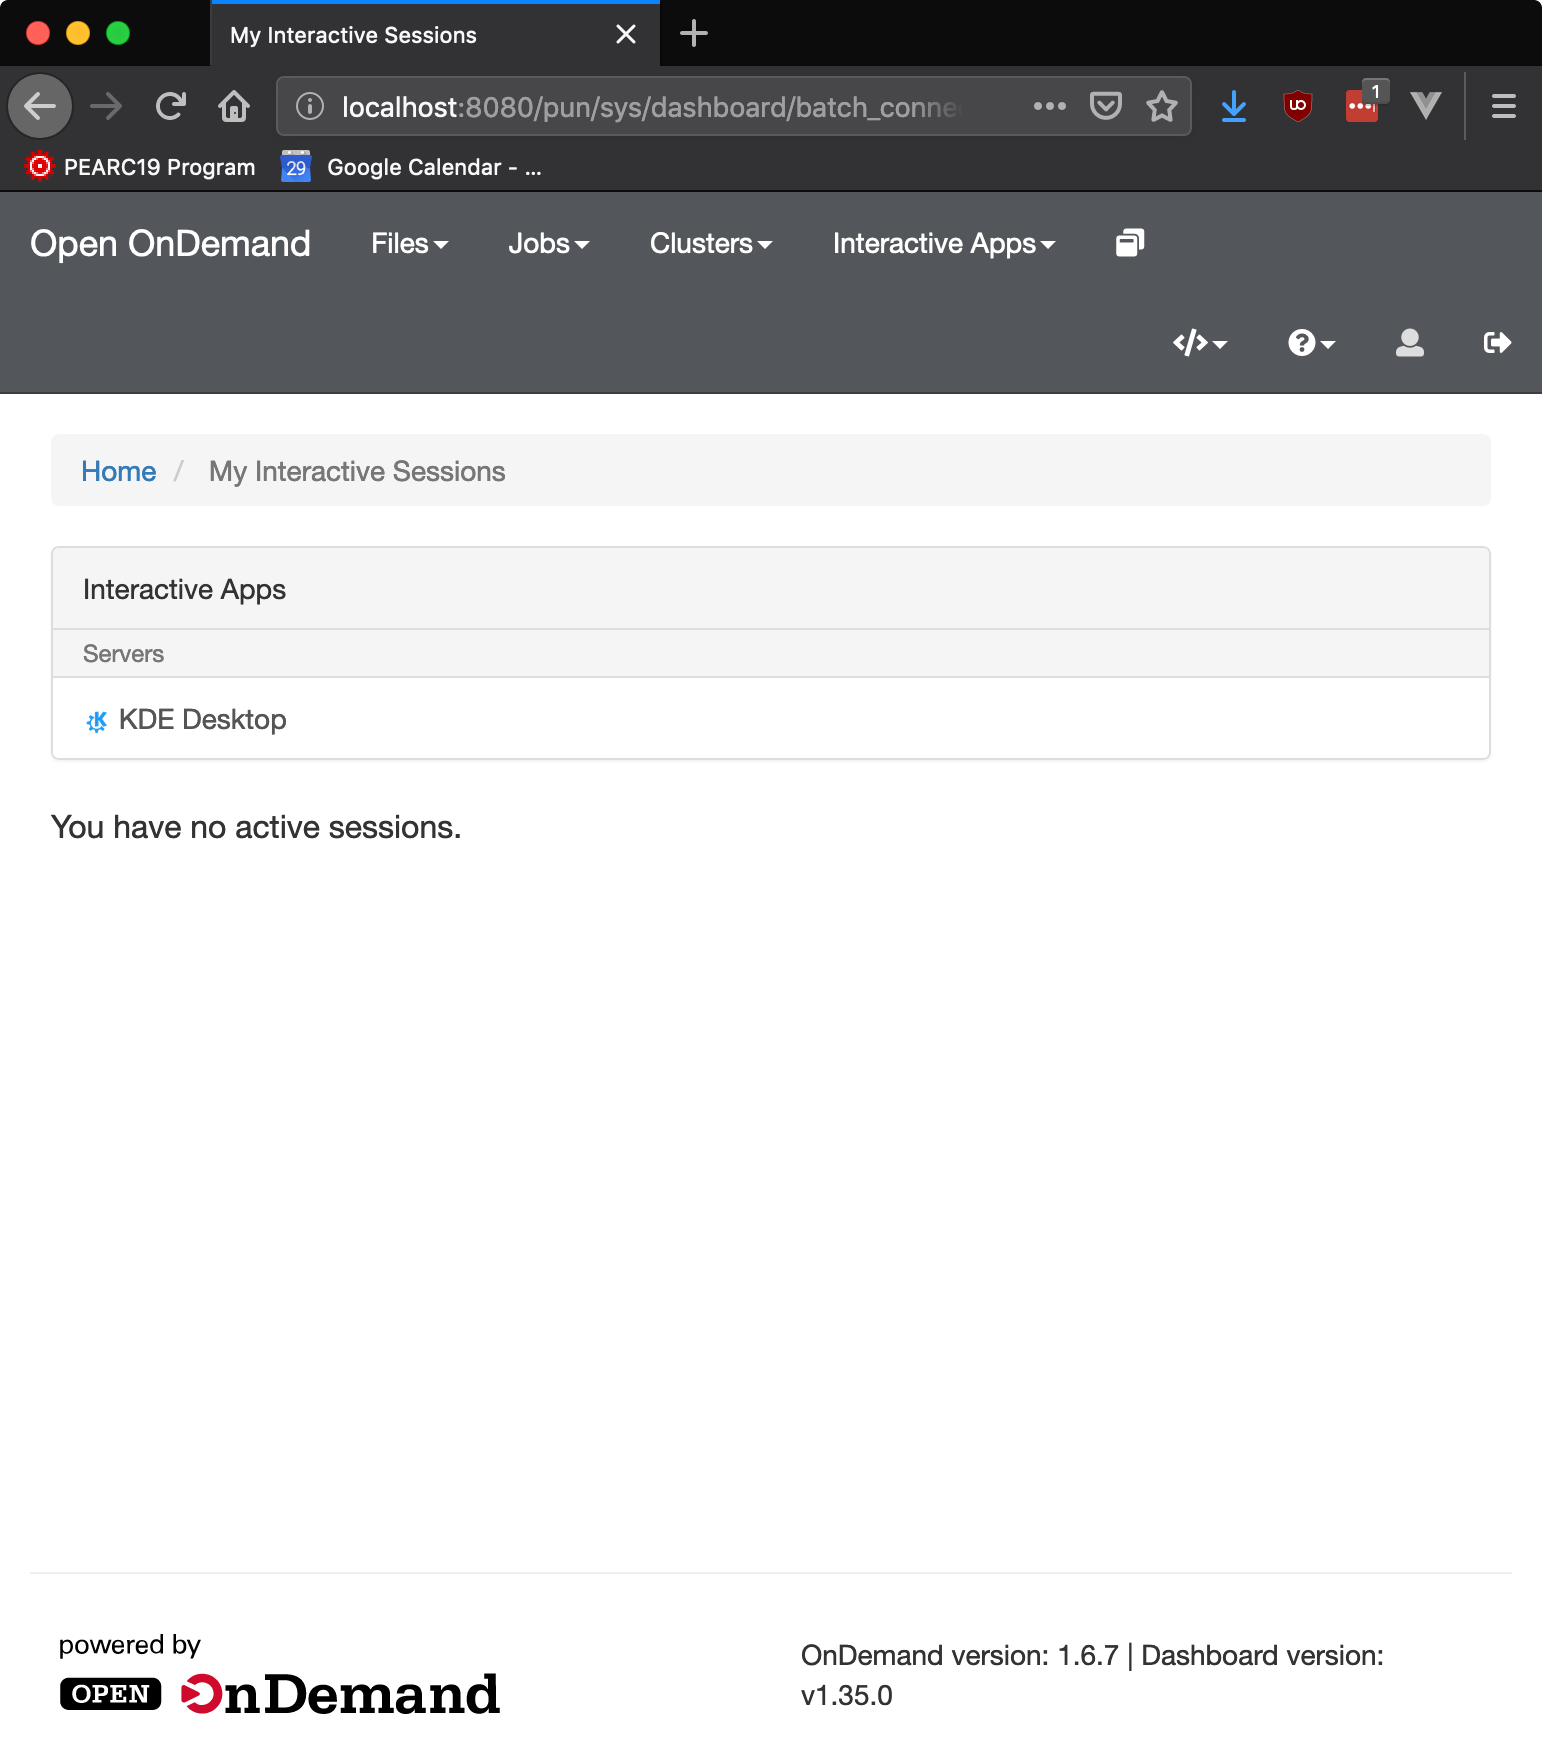 My Interactive Sessions
localhost:8080/pun/sys/dashboard/batch_conne
1
PEARC19 Program
29 Google Calendar - ...
Open OnDemand Files Jobs Clusters Interactive Apps
Home / My Interactive Sessions
Interactive Apps
Servers
KDE Desktop
You have no active sessions.
powered by
OPEN OnDemand
OnDemand version: 1.6.7 | Dashboard version:
v1.35.0